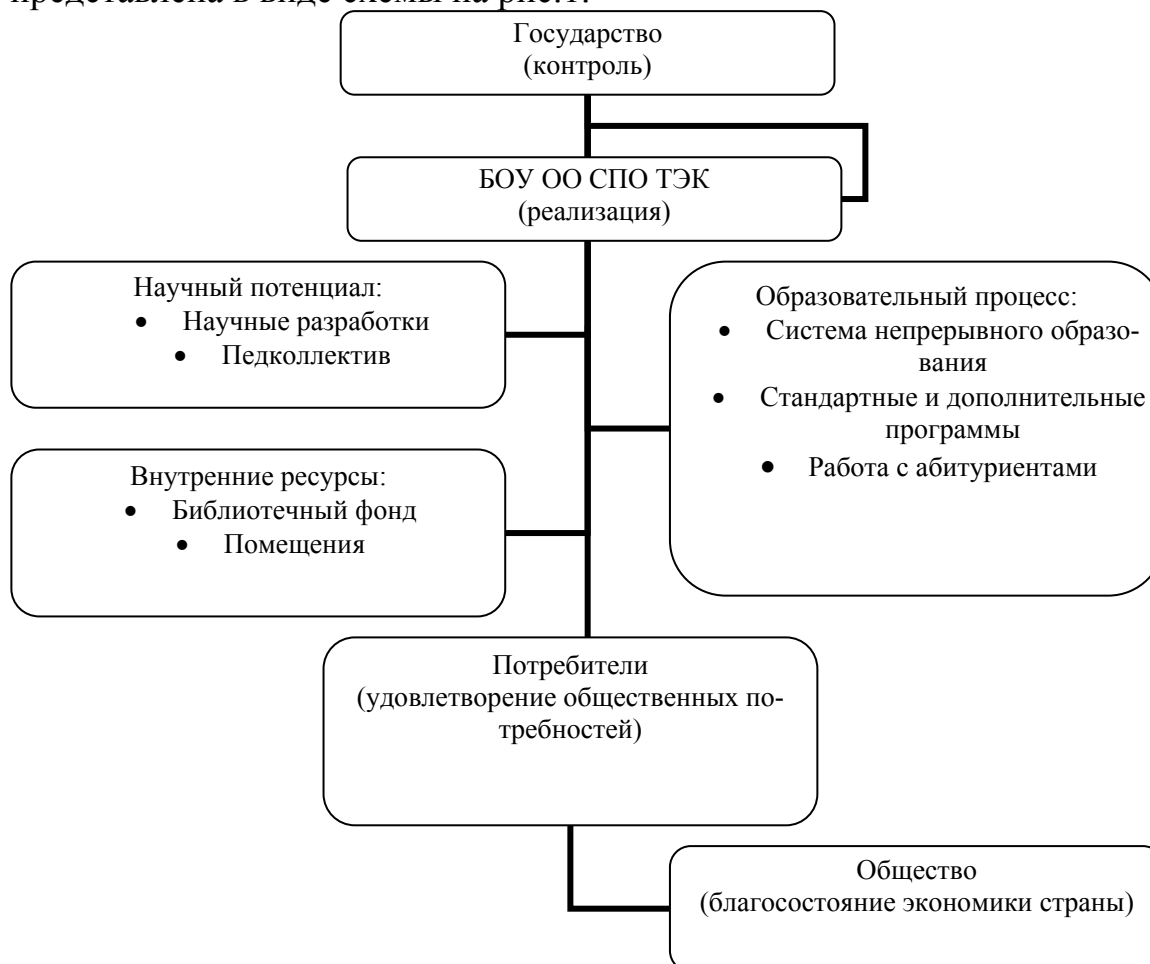 представлена в виде схемы на рис.1.
Государство
(контроль)
БОУ ОО СПО ТЭК
(реализация)
Научный потенциал:
• Научные разработки
• Педколлектив
Образовательный процесс:
• Система непрерывного образо-
вания
• Стандартные и дополнительные
программы
• Работа с абитуриентами
Внутренние ресурсы:
• Библиотечный фонд
• Помещения
Потребители
(удовлетворение общественных по-
требностей)
Общество
(благосостояние экономики страны)